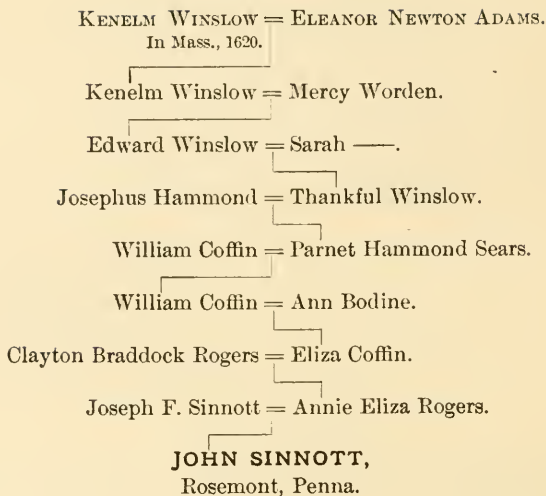 KENELM WINSLOW = ELEANOR NEWTON ADAMS.
In Mass., 1620.
Kenelm Winslow = Mercy Worden.
Edward Winslow = Sarah ——.
Josephus Hammond = Thankful Winslow.
William Coffin = Parnet Hammond Sears.
William Coffin = Ann Bodine.
Clayton Braddock Rogers = Eliza Coffin.
Joseph F. Sinnott = Annie Eliza Rogers.
JOHN SINNOTT,
Rosemont, Penna.